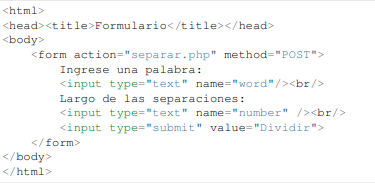 <html>
<head><title>Formulario</title></head>
<body>
    <form action="separar.php" method="POST">
        Ingrese una palabra:
        <input type="text" name="word"/><br/>
        Largo de las separaciones:
        <input type="text" name="number" /><br/>
        <input type="submit" value="Dividir">
    </form>
</body>
</html>